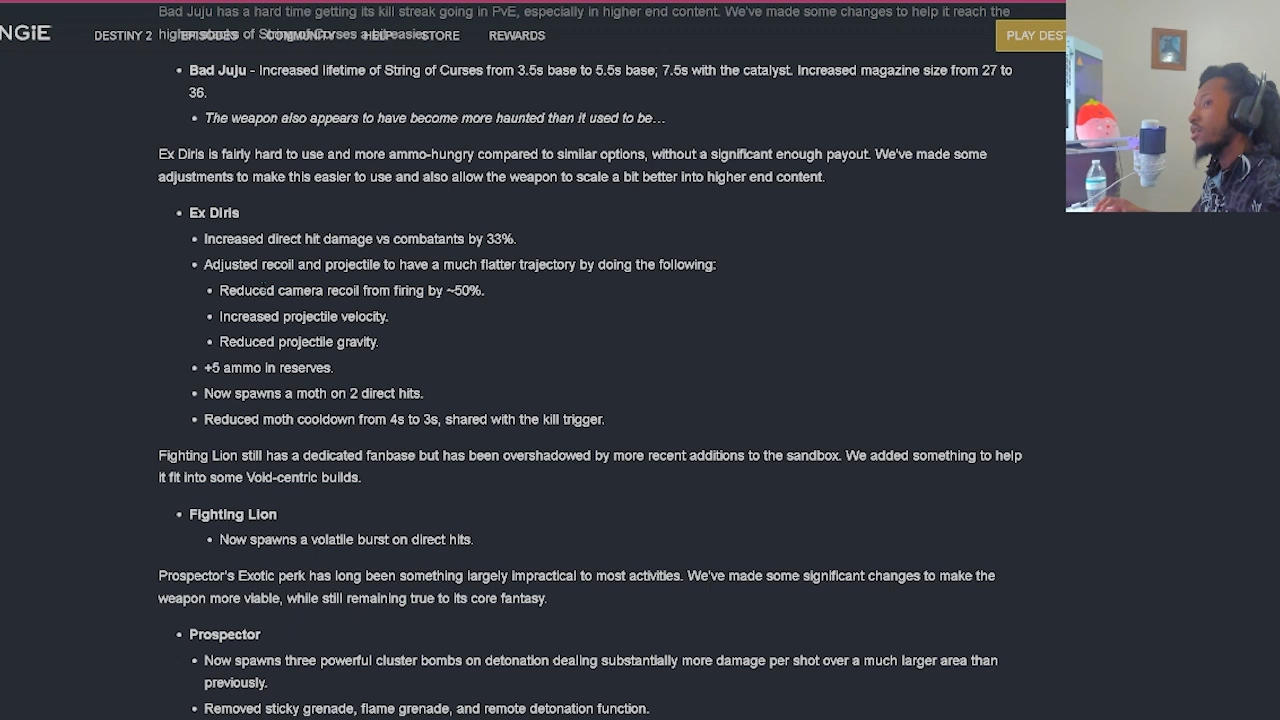 Bad Juju has a hard time getting its kill streak going in PvE, especially in higher end content. We've made some changes to help it reach the
NGIE DESTINY 2 EPISODES COMMUNITY HELP STORE REWARDS PLAY DEST
• Bad Juju - Increased lifetime of String of Curses from 3.5s base to 5.5s base; 7.5s with the catalyst. Increased magazine size from 27 to
36.
• The weapon also appears to have become more haunted than it used to be…
Ex Diris is fairly hard to use and more ammo-hungry compared to similar options, without a significant enough payout. We've made some
adjustments to make this easier to use and also allow the weapon to scale a bit better into higher end content.
• Ex Diris
• Increased direct hit damage vs combatants by 33%.
• Adjusted recoil and projectile to have a much flatter trajectory by doing the following:
• Reduced camera recoil from firing by ~50%.
• Increased projectile velocity.
• Reduced projectile gravity.
• +5 ammo in reserves.
• Now spawns a moth on 2 direct hits.
• Reduced moth cooldown from 4s to 3s, shared with the kill trigger.
Fighting Lion still has a dedicated fanbase but has been overshadowed by more recent additions to the sandbox. We added something to help
it fit into some Void-centric builds.
• Fighting Lion
• Now spawns a volatile burst on direct hits.
Prospector's Exotic perk has long been something largely impractical to most activities. We've made some significant changes to make the
weapon more viable, while still remaining true to its core fantasy.
• Prospector
• Now spawns three powerful cluster bombs on detonation dealing substantially more damage per shot over a much larger area than
previously.
• Removed sticky grenade, flame grenade, and remote detonation function.